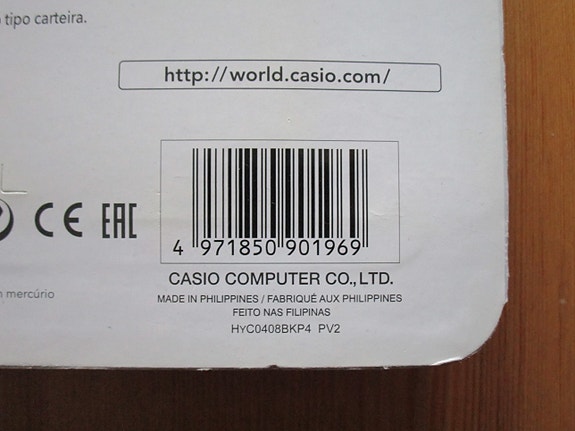 tipo carteira.
http://world.casio.com/
CE EAC
4 971850 901969
CASIO COMPUTER CO.,LTD.
mercúrio
MADE IN PHILIPPINES / FABRIQUÉ AUX PHILIPPINES
FEITO NAS FILIPINAS
HYC0408BKP4 PV2